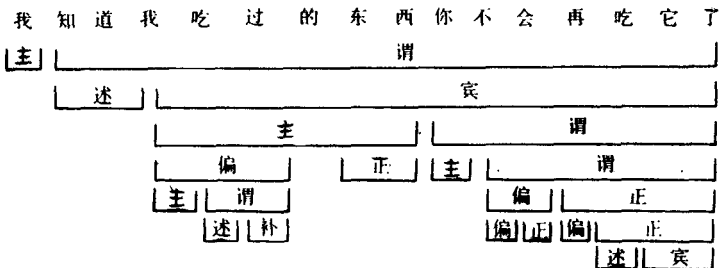 我知道我吃过的东西你不会再吃它了
主 谓
述 宾
主 谓
偏 正 主 谓
主 谓 偏 正
述 补 偏 正 偏 正
述 宾